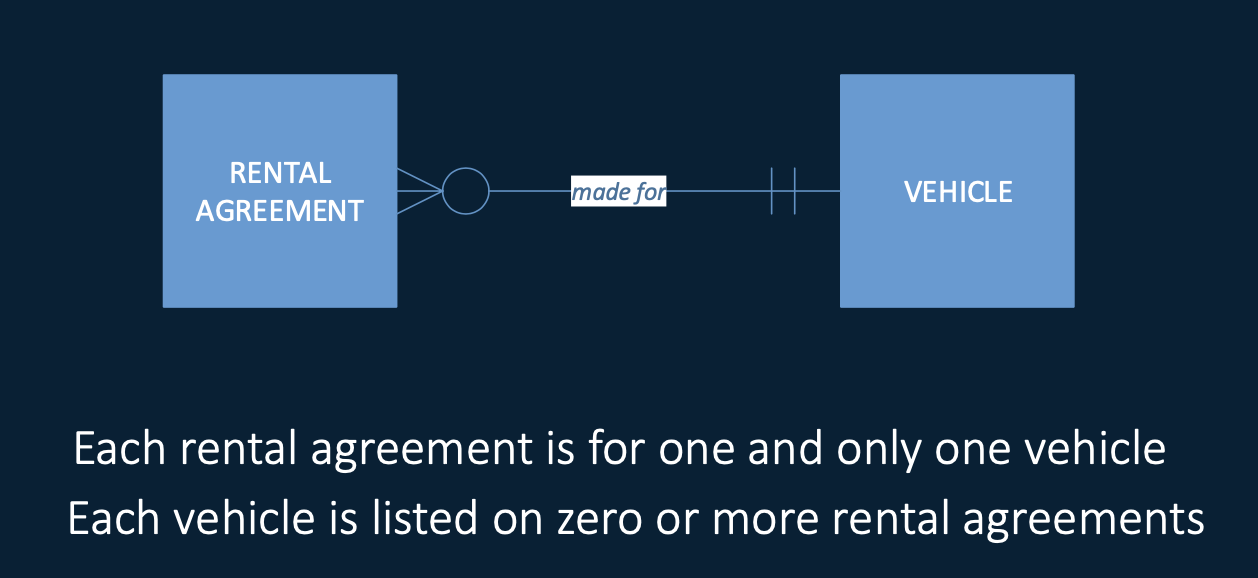 RENTAL
AGREEMENT
made for
VEHICLE
Each rental agreement is for one and only one vehicle
Each vehicle is listed on zero or more rental agreements